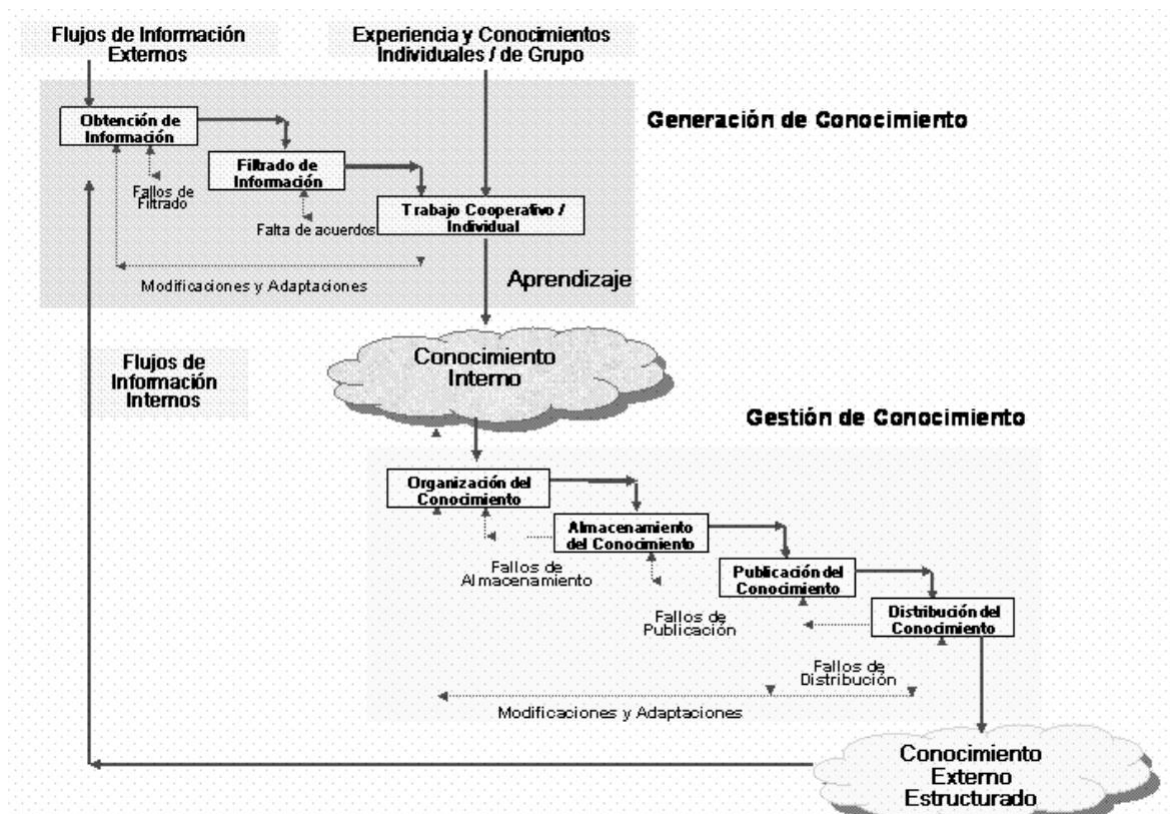 Flujos de Información
Externos
Experiencia y Conocimientos
Individuales / de Grupo
Generación de Conocimiento
Obtención de
Información
Filtrado de
Información
Fallos de
Filtrado
Trabajo Cooperativo /
Individual
Falta de acuerdos
Modificaciones y Adaptaciones
Aprendizaje
Conocimiento
Interno
Flujos de
Información
Internos
Gestión de Conocimiento
Organización del
Conocimiento
Almacenamiento
del Conocimiento
Fallos de
Almacenamiento
Publicación del
Conocimiento
Fallos de
Publicación
Distribución del
Conocimiento
Fallos de
Distribución
Modificaciones y Adaptaciones
Conocimiento
Externo
Estructurado